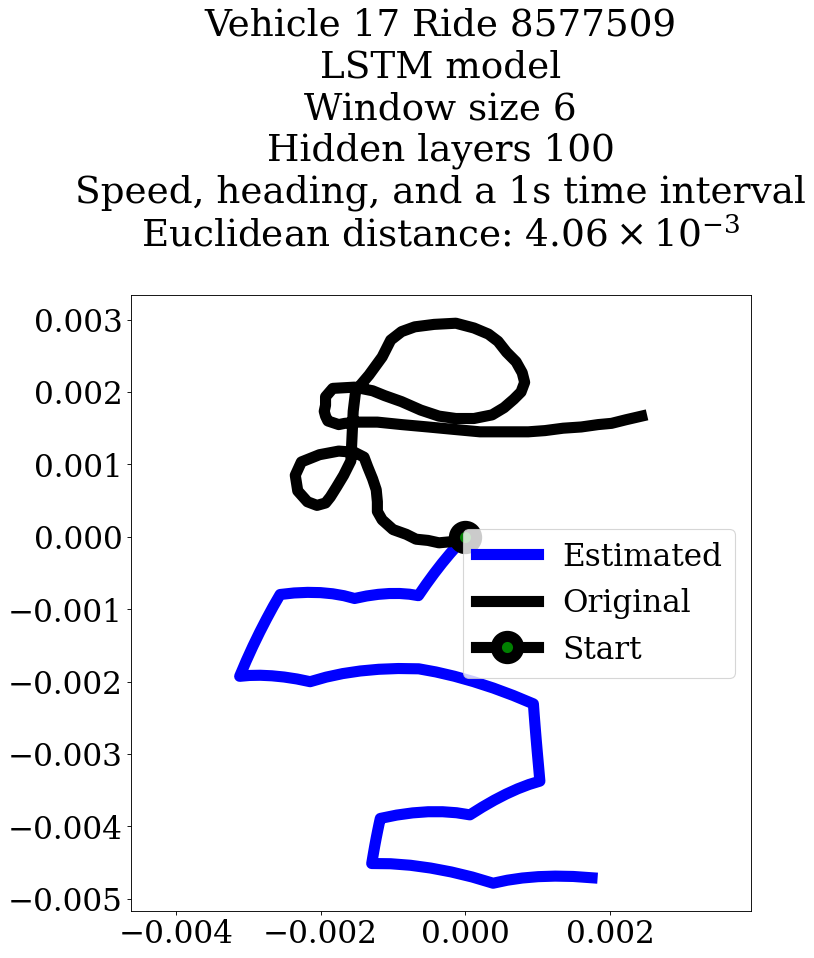 Vehicle 17 Ride 8577509
LSTM model
Window size 6
Hidden layers 100
Speed, heading, and a 1s time interval
Euclidean distance: 4.06 × 10⁻³
0.003
0.002
0.001
0.000
−0.001
−0.002
−0.003
−0.004
−0.005
Estimated
Original
Start
−0.004 −0.002 0.000 0.002